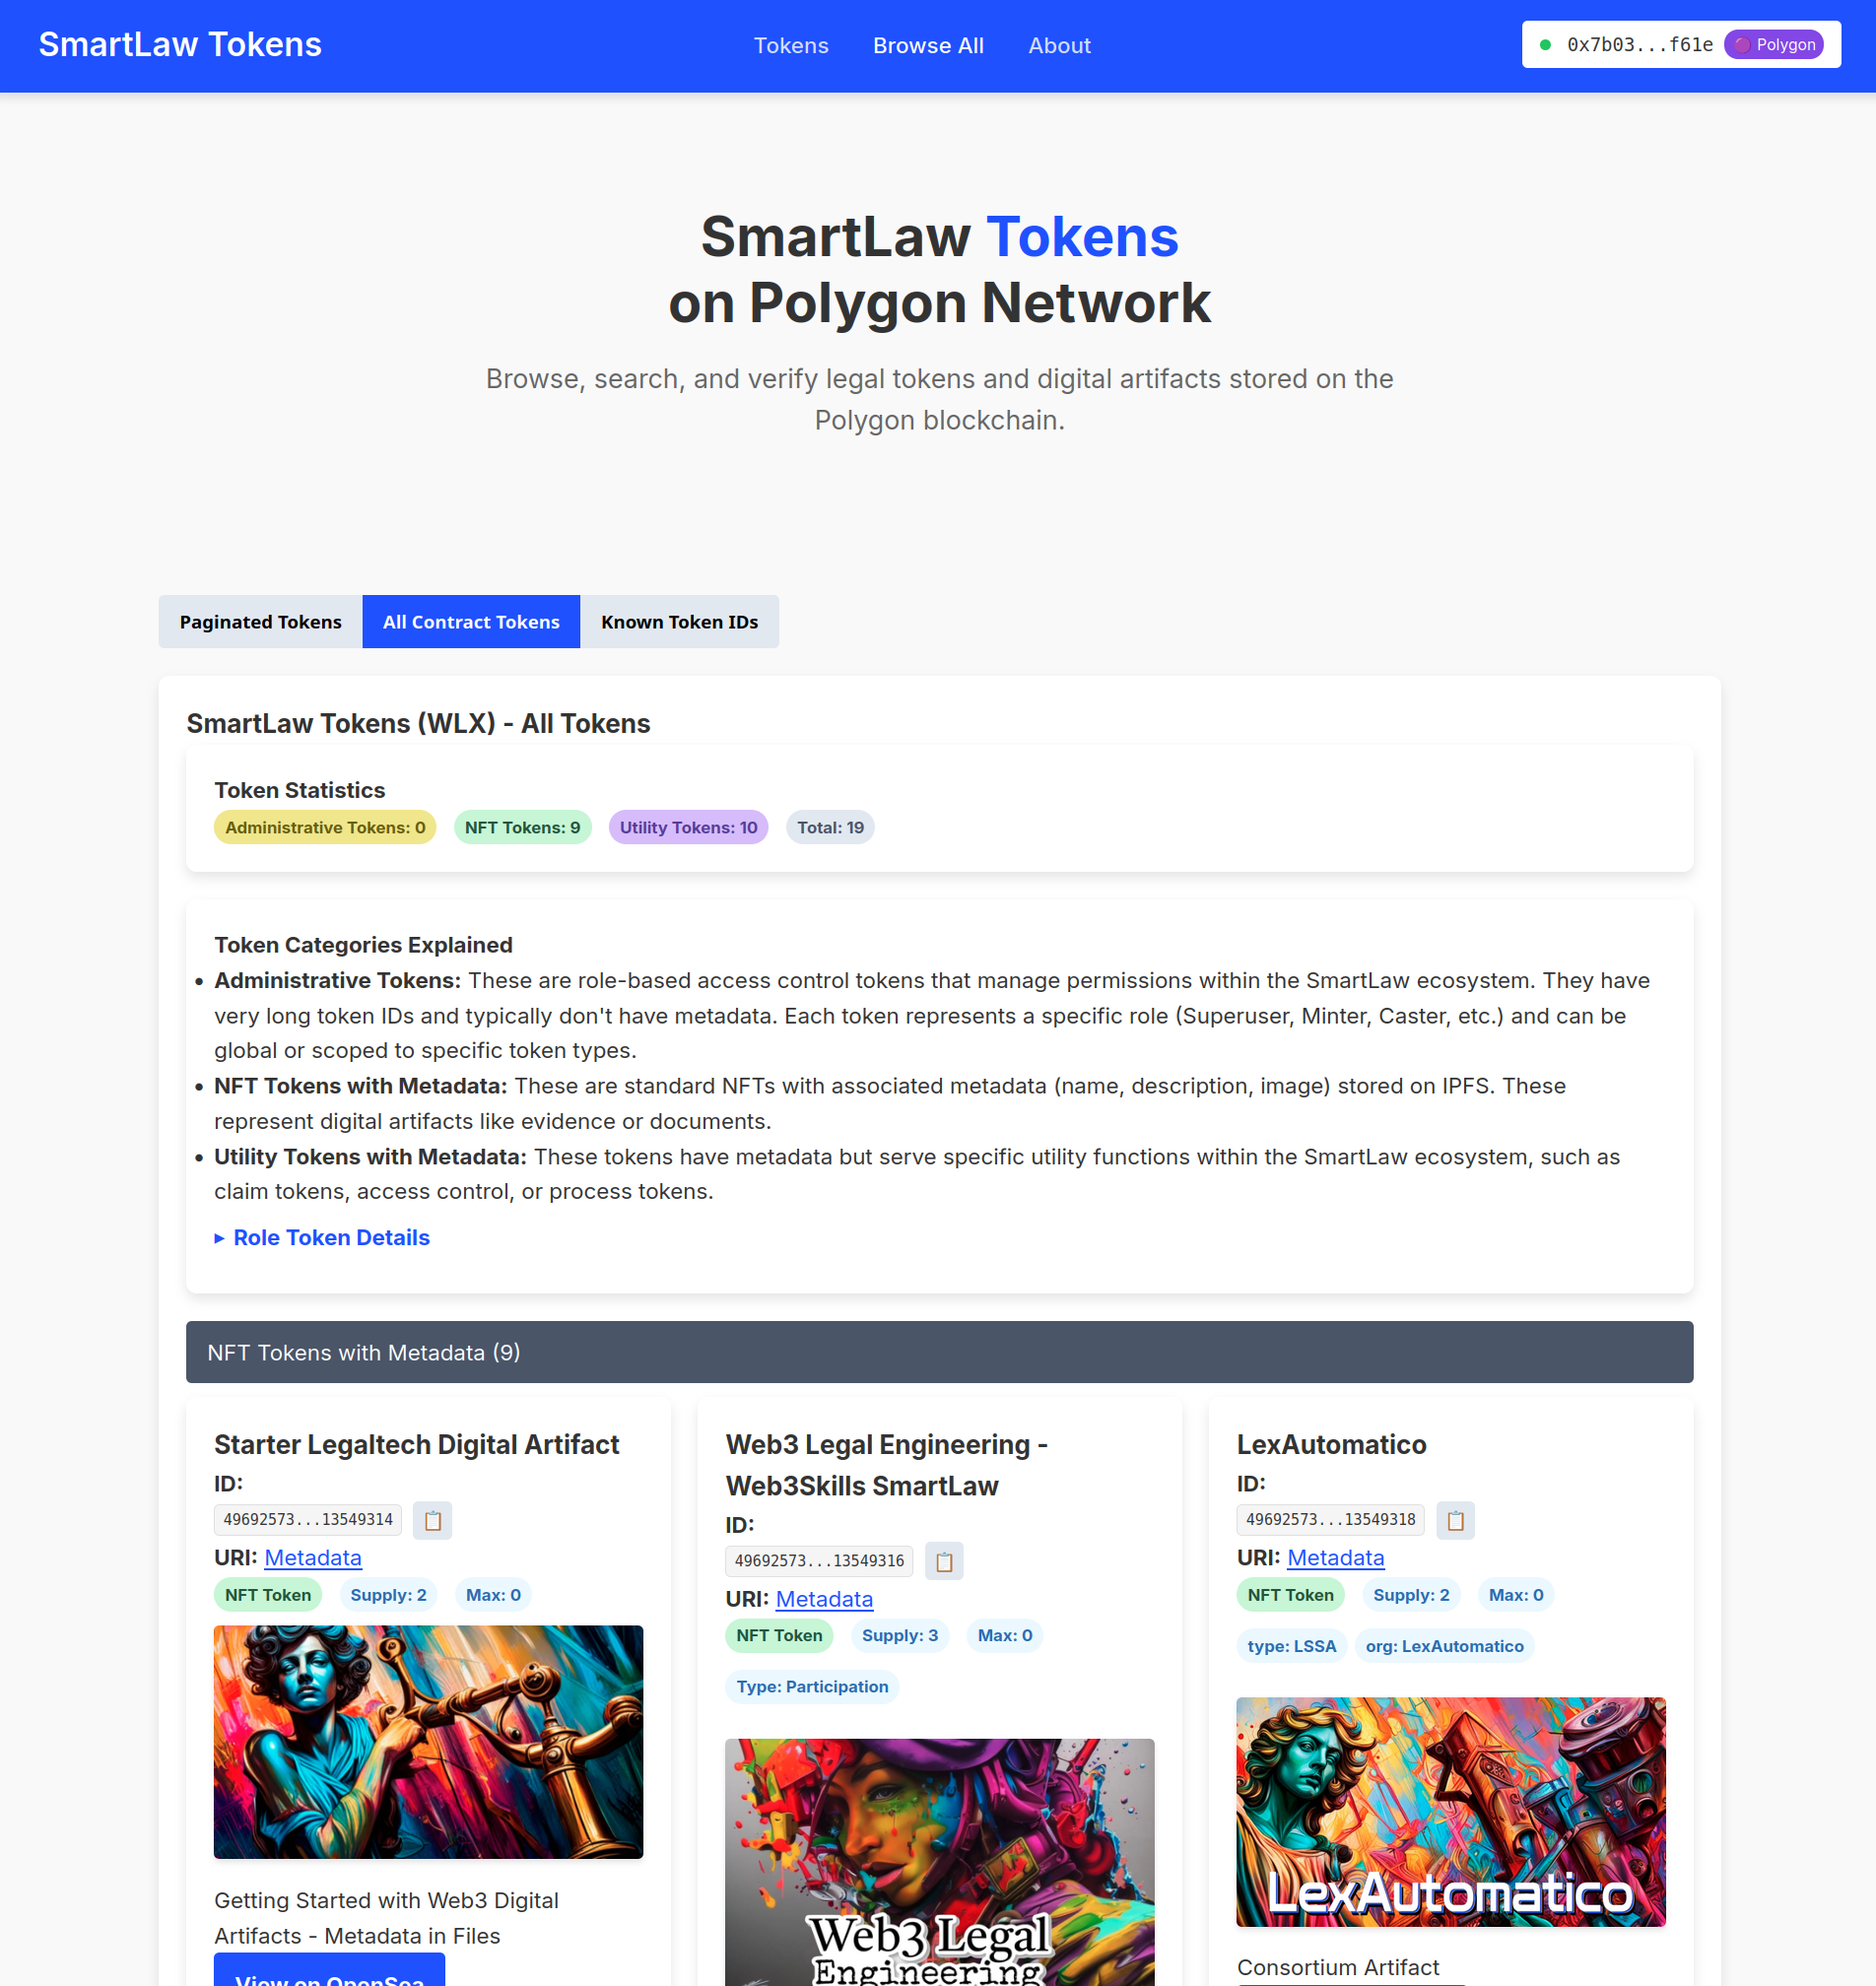 SmartLaw Tokens
Tokens
Browse All
About
0x7b03...f61e
Polygon
SmartLaw Tokens
on Polygon Network
Browse, search, and verify legal tokens and digital artifacts stored on the
Polygon blockchain.
Paginated Tokens
All Contract Tokens
Known Token IDs
SmartLaw Tokens (WLX) - All Tokens
Token Statistics
Administrative Tokens: 0
NFT Tokens: 9
Utility Tokens: 10
Total: 19
Token Categories Explained
• Administrative Tokens: These are role-based access control tokens that manage permissions within the SmartLaw ecosystem. They have
very long token IDs and typically don't have metadata. Each token represents a specific role (Superuser, Minter, Caster, etc.) and can be
global or scoped to specific token types.
• NFT Tokens with Metadata: These are standard NFTs with associated metadata (name, description, image) stored on IPFS. These
represent digital artifacts like evidence or documents.
• Utility Tokens with Metadata: These tokens have metadata but serve specific utility functions within the SmartLaw ecosystem, such as
claim tokens, access control, or process tokens.
▸ Role Token Details
NFT Tokens with Metadata (9)
Starter Legaltech Digital Artifact
ID:
49692573...13549314
URI: Metadata
NFT Token
Supply: 2
Max: 0
Getting Started with Web3 Digital
Artifacts - Metadata in Files
View on OpenSea
Web3 Legal Engineering -
Web3Skills SmartLaw
ID:
49692573...13549316
URI: Metadata
NFT Token
Supply: 3
Max: 0
Type: Participation
Web3 Legal
Engineering
LexAutomatico
ID:
49692573...13549318
URI: Metadata
NFT Token
Supply: 2
Max: 0
type: LSSA
org: LexAutomatico
LexAutomatico
Consortium Artifact